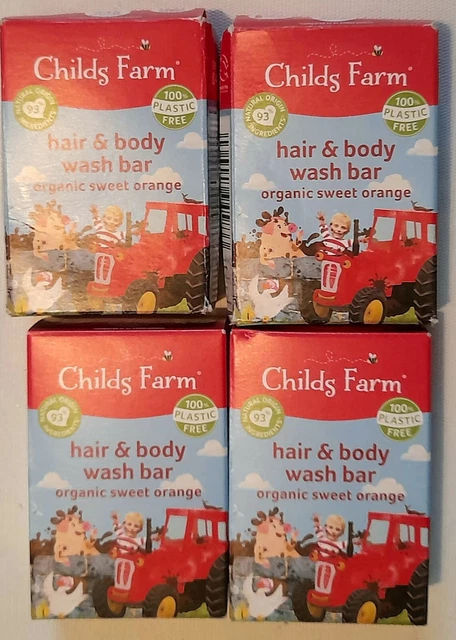 Childs Farm®
NATURAL ORIGIN
93%
INGREDIENTS
100%
PLASTIC
FREE
hair & body
wash bar
organic sweet orange
Childs Farm®
NATURAL ORIGIN
93%
INGREDIENTS
100%
PLASTIC
FREE
hair & body
wash bar
organic sweet orange
Childs Farm®
NATURAL ORIGIN
93%
INGREDIENTS
100%
PLASTIC
FREE
hair & body
wash bar
organic sweet orange
Childs Farm®
NATURAL ORIGIN
93%
INGREDIENTS
100%
PLASTIC
FREE
hair & body
wash bar
organic sweet orange